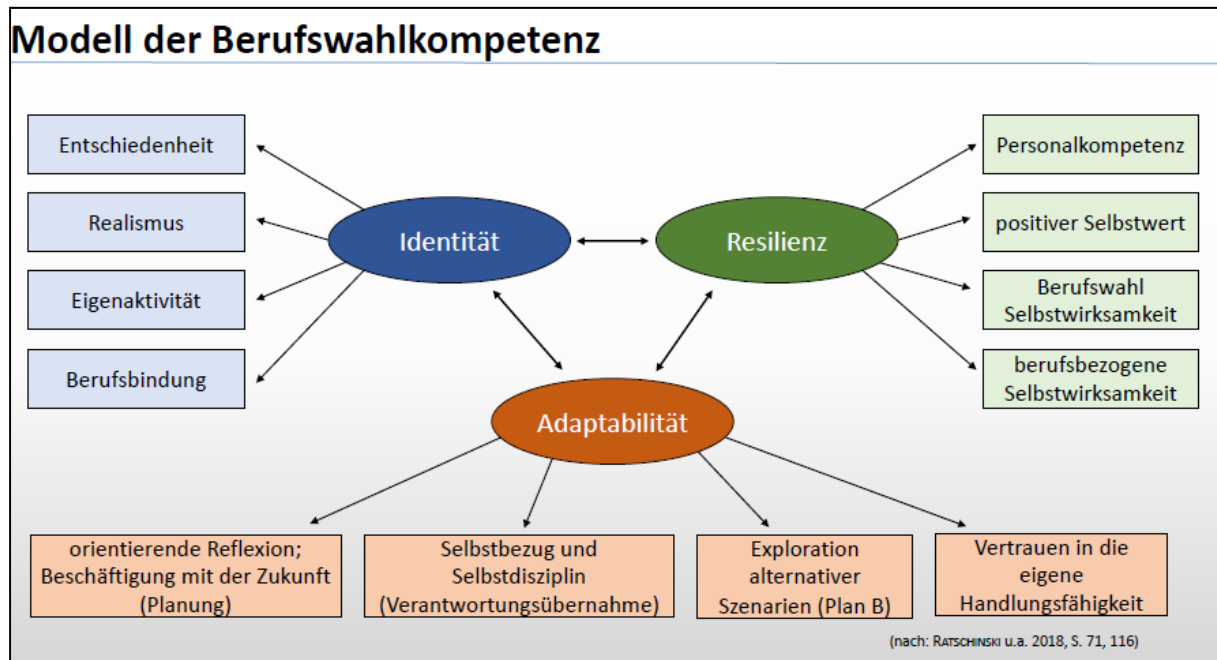 Modell der Berufswahlkompetenz
Entschiedenheit
Realismus
Eigenaktivität
Berufsbindung
Identität
Resilienz
Adaptabilität
Personalkompetenz
positiver Selbstwert
Berufswahl
Selbstwirksamkeit
berufsbezogene
Selbstwirksamkeit
orientierende Reflexion;
Beschäftigung mit der Zukunft
(Planung)
Selbstbezug und
Selbstdisziplin
(Verantwortungsübernahme)
Exploration
alternativer
Szenarien (Plan B)
Vertrauen in die
eigene
Handlungsfähigkeit
(nach: RATSCHINSKI u.a. 2018, S. 71, 116)